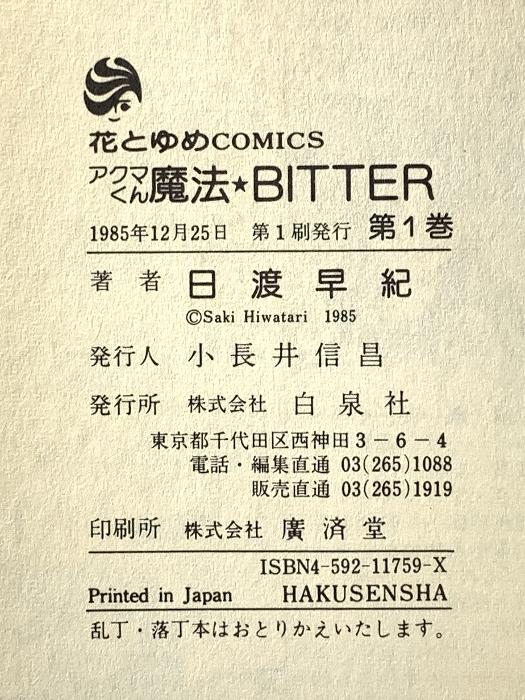 花とゆめCOMICS
アクマくん魔法★BITTER
1985年12月25日 第1刷発行 第1巻
著者 日渡早紀
©Saki Hiwatari 1985
発行人 小長井信昌
発行所 株式会社 白泉社
東京都千代田区西神田3-6-4
電話・編集直通 03(265)1088
販売直通 03(265)1919
印刷所 株式会社 廣済堂
ISBN4-592-11759-X
Printed in Japan HAKUSENSHA
乱丁・落丁本はおとりかえいたします。